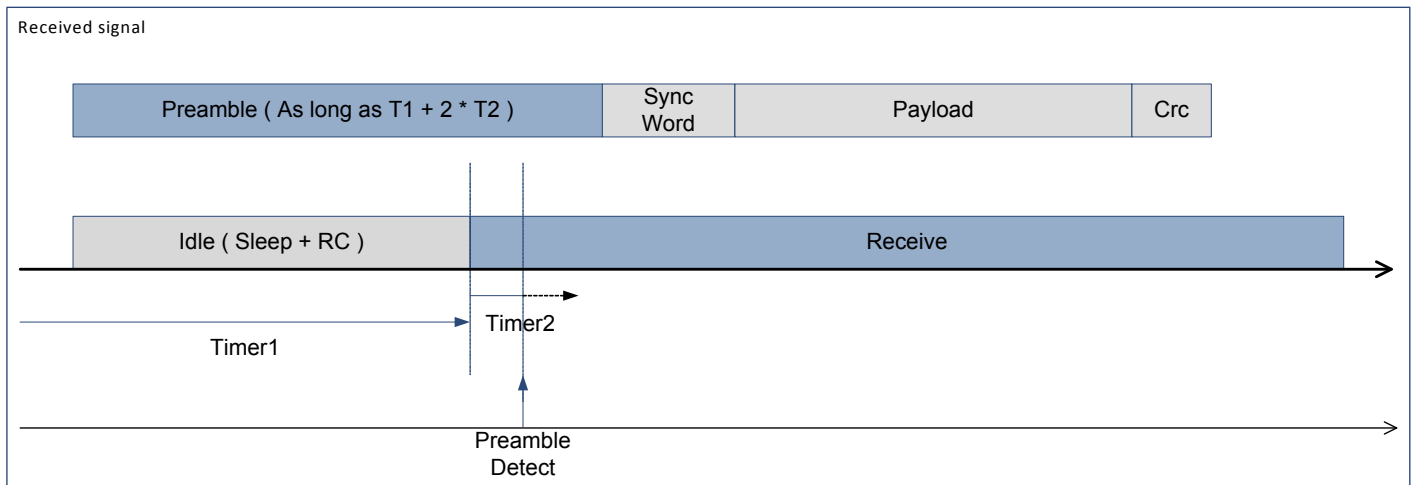 Received signal
Preamble ( As long as T1 + 2 * T2 )
Sync
Word
Payload
Crc
Idle ( Sleep + RC )
Receive
Timer2
Timer1
Preamble
Detect